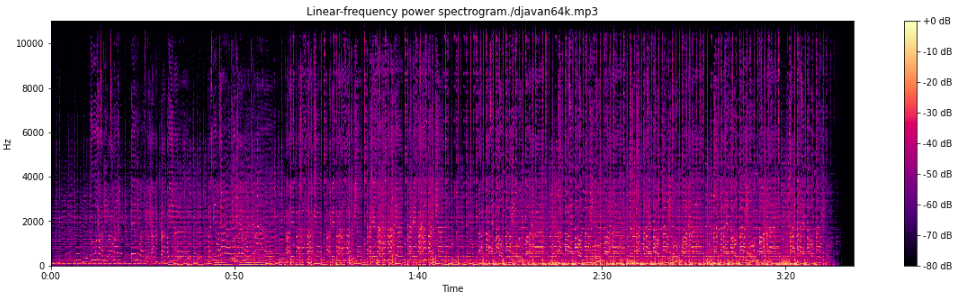 Linear-frequency power spectrogram./djavan64k.mp3
10000
8000
6000
4000
2000
0
Hz
0:00
0:50
1:40
2:30
3:20
Time
+0 dB
-10 dB
-20 dB
-30 dB
-40 dB
-50 dB
-60 dB
-70 dB
-80 dB